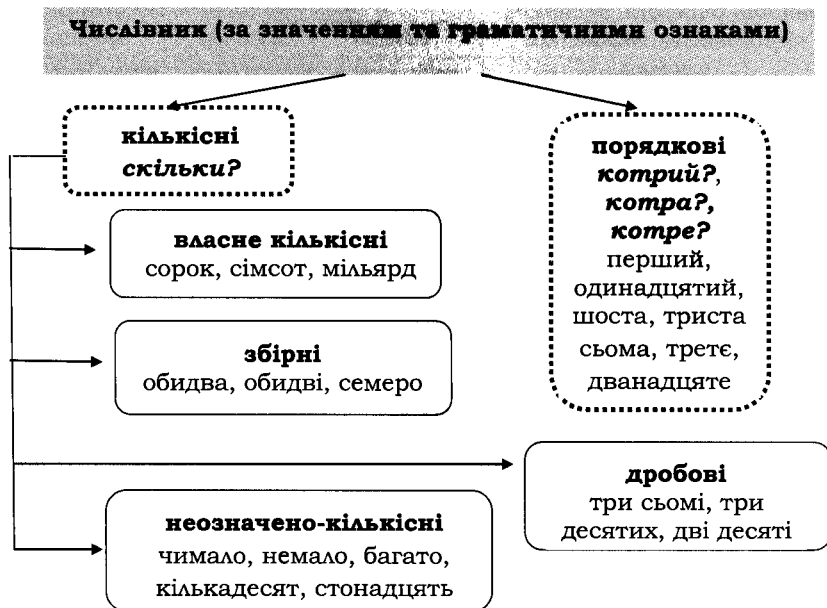 Числівник (за значенням та граматичними ознаками)
кількісні
скільки?
порядкові
котрий?,
котра?,
котре?
перший,
одинадцятий,
шоста, триста
сьома, третє,
дванадцяте
власне кількісні
сорок, сімсот, мільярд
збірні
обидва, обидві, семеро
дробові
три сьомі, три
десятих, дві десяті
неозначено-кількісні
чимало, немало, багато,
кількадесят, стонадцять